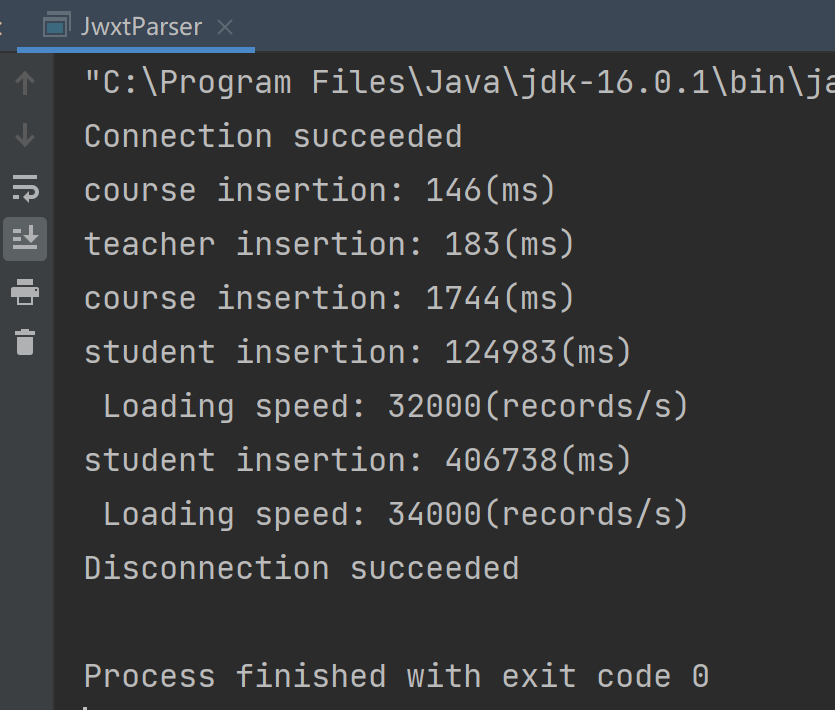 JwxtParser
"C:\Program Files\Java\jdk-16.0.1\bin\ja
Connection succeeded
course insertion: 146(ms)
teacher insertion: 183(ms)
course insertion: 1744(ms)
student insertion: 124983(ms)
 Loading speed: 32000(records/s)
student insertion: 406738(ms)
 Loading speed: 34000(records/s)
Disconnection succeeded
Process finished with exit code 0